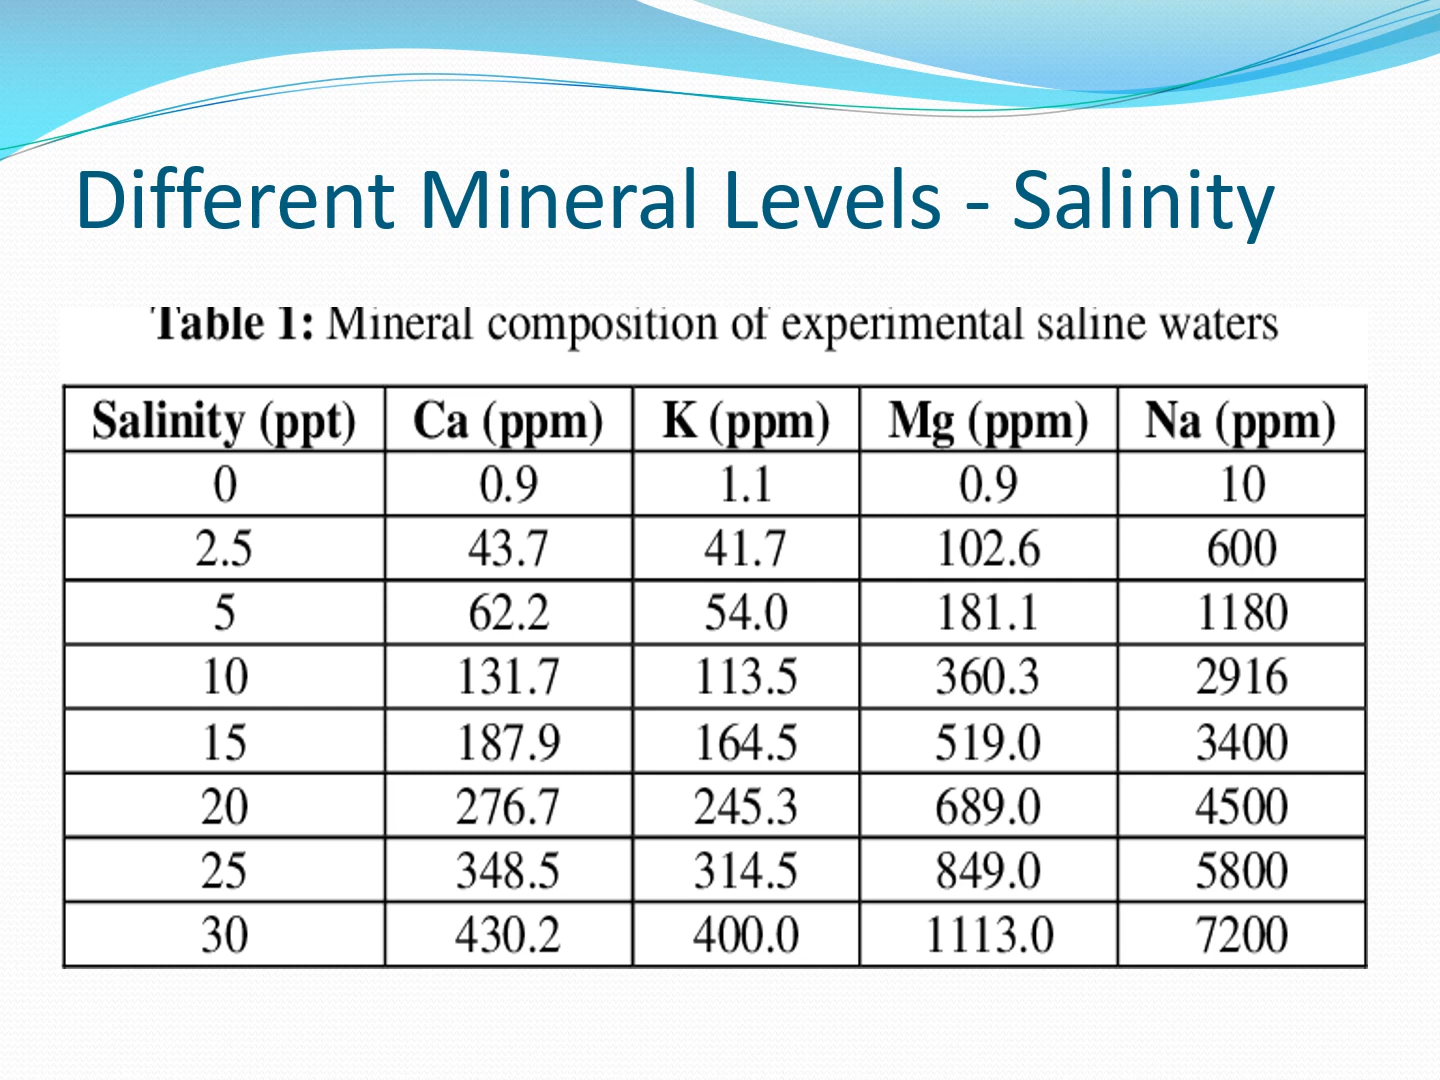 Different Mineral Levels - Salinity
Table 1: Mineral composition of experimental saline waters
Salinity (ppt) Ca (ppm) K (ppm) Mg (ppm) Na (ppm)
0 0.9 1.1 0.9 10
2.5 43.7 41.7 102.6 600
5 62.2 54.0 181.1 1180
10 131.7 113.5 360.3 2916
15 187.9 164.5 519.0 3400
20 276.7 245.3 689.0 4500
25 348.5 314.5 849.0 5800
30 430.2 400.0 1113.0 7200